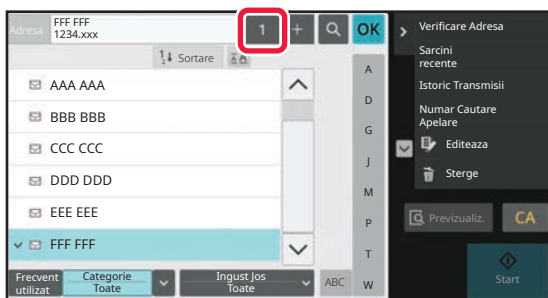 Adresa
FFF FFF
1234.xxx
1
+
OK
Sortare
AAA AAA
BBB BBB
CCC CCC
DDD DDD
EEE EEE
FFF FFF
A
D
G
J
M
P
T
W
Frecvent
utilizat
Categorie
Toate
Ingust Jos
Toate
ABC
Verificare Adresa
Sarcini
recente
Istoric Transmisii
Numar Cautare
Apelare
Editeaza
Sterge
Previzualiz.
CA
Start